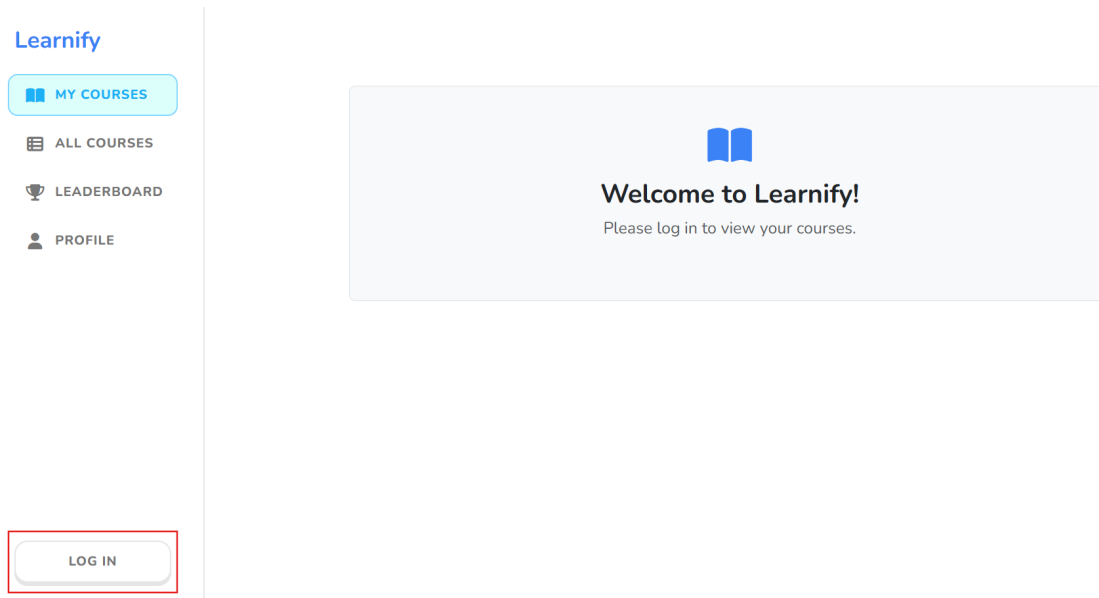 Learnify
MY COURSES
ALL COURSES
LEADERBOARD
PROFILE
LOG IN
Welcome to Learnify!
Please log in to view your courses.